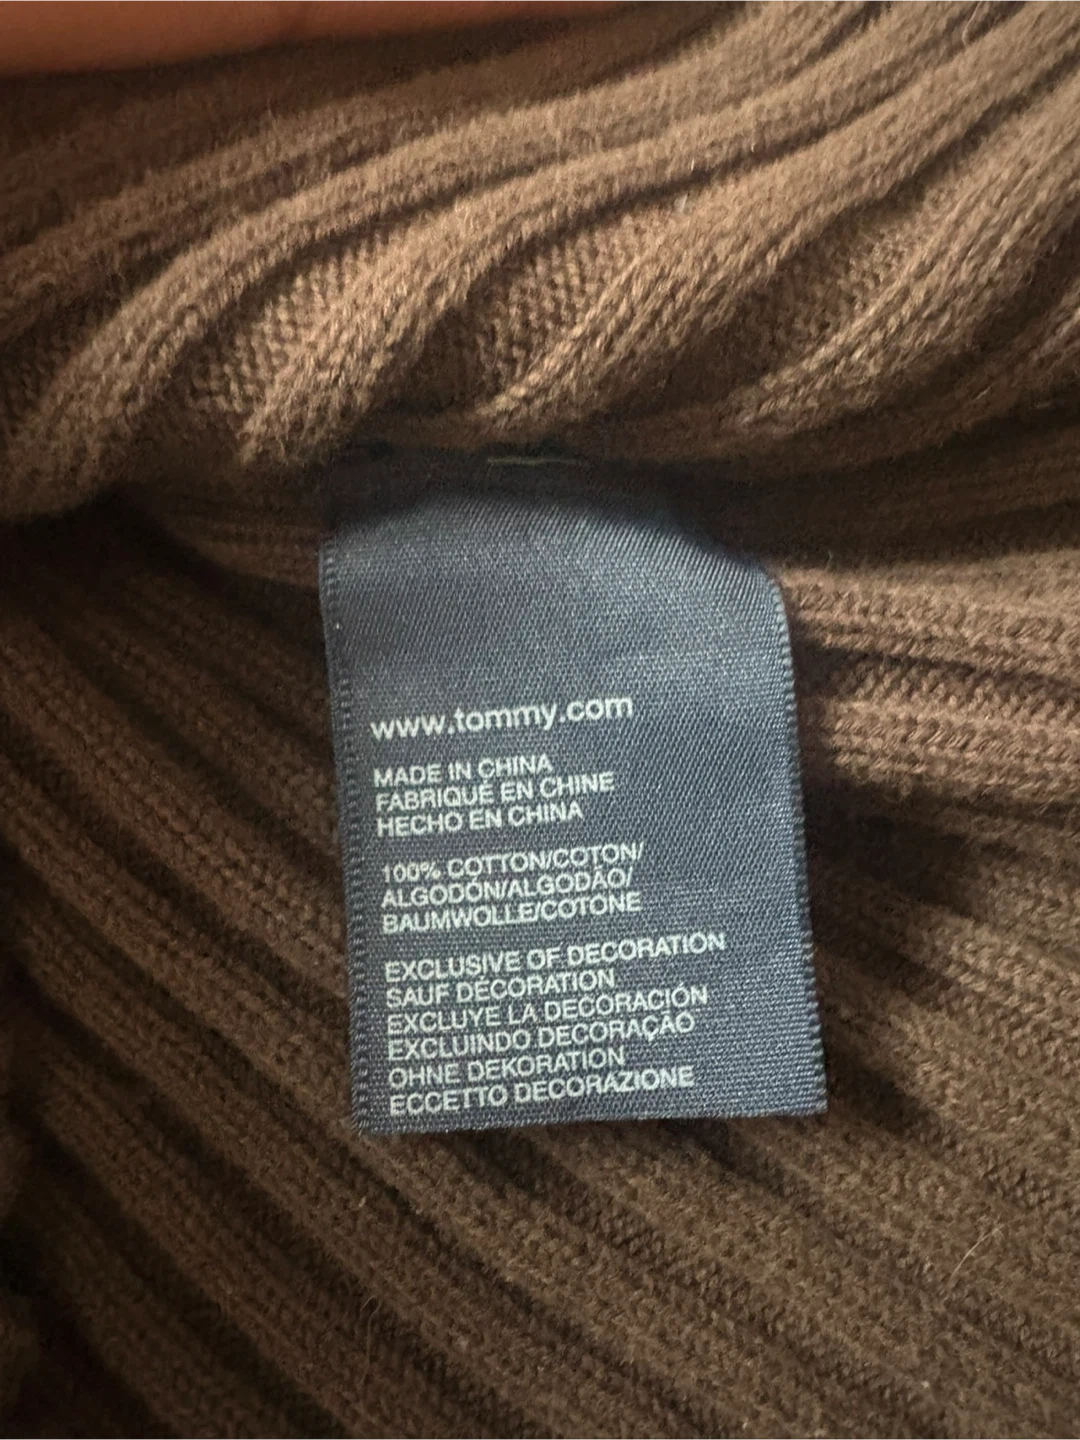 www.tommy.com
MADE IN CHINA
FABRIQUÉ EN CHINE
HECHO EN CHINA
100% COTTON/COTON/
ALGODÓN/ALGODÃO/
BAUMWOLLE/COTONE
EXCLUSIVE OF DECORATION
SAUF DÉCORATION
EXCLUYE LA DECORACIÓN
EXCLUINDO DECORAÇÃO
OHNE DEKORATION
ECCETTO DECORAZIONE